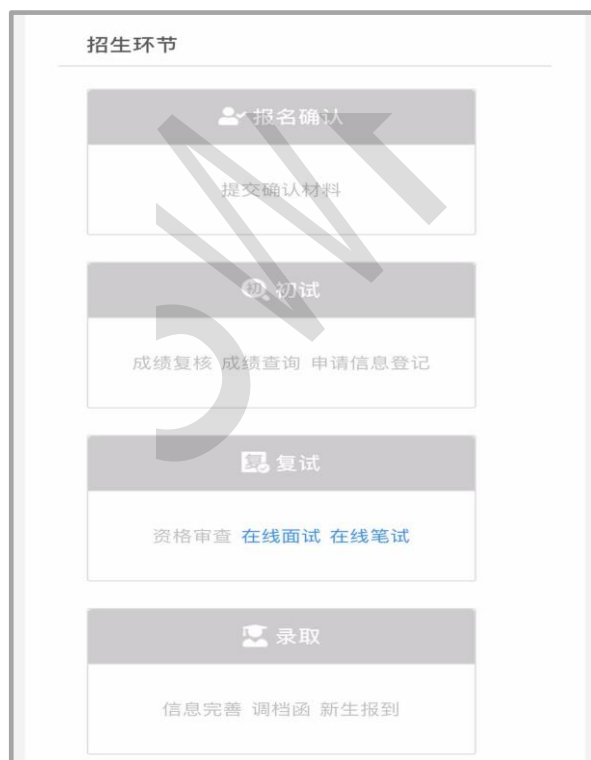 招生环节
报名确认
提交确认材料
初 初试
成绩复核 成绩查询 申请信息登记
复 复试
资格审查 在线面试 在线笔试
录取
信息完善 调档函 新生报到